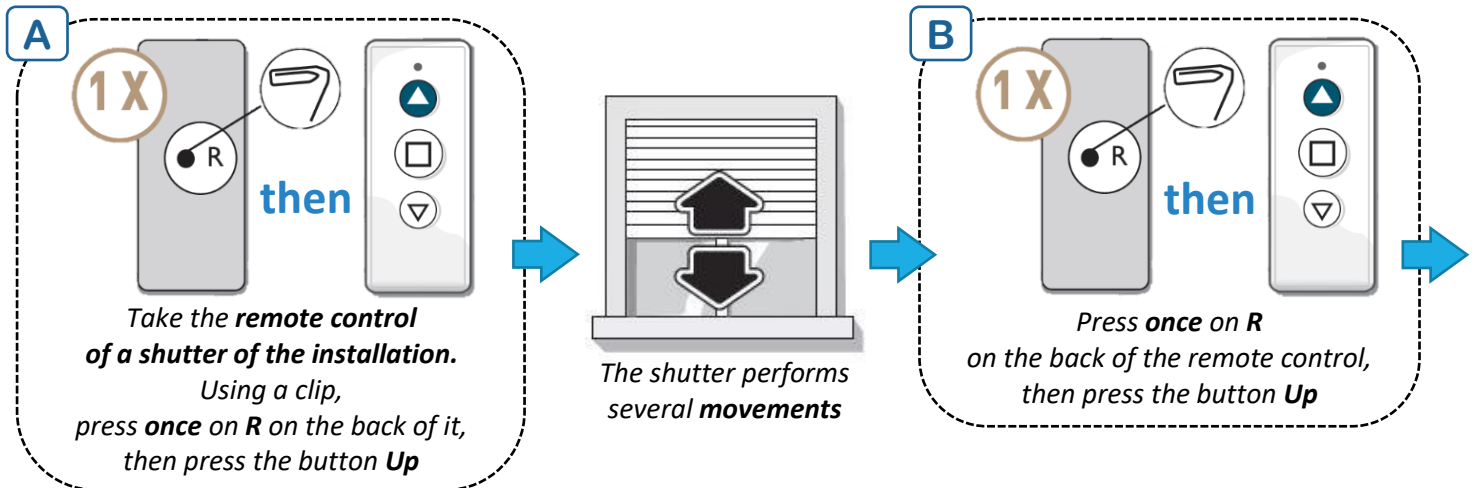 A
1 X
R
then
Take the remote control
of a shutter of the installation.
Using a clip,
press once on R on the back of it,
then press the button Up
The shutter performs
several movements
B
1 X
R
then
Press once on R
on the back of the remote control,
then press the button Up